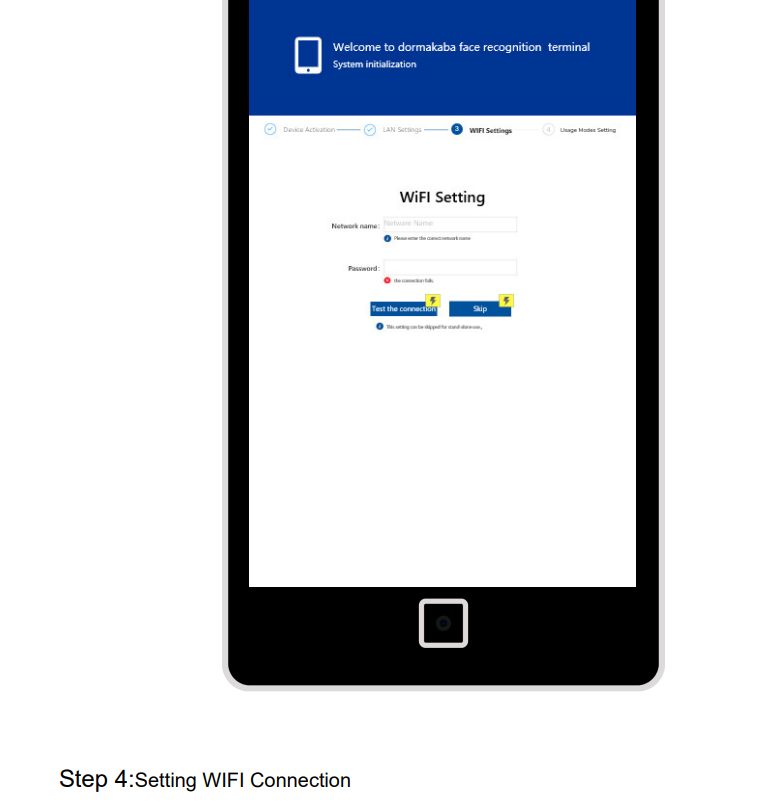 Welcome to dormakaba face recognition terminal
System initialization
Device Activation LAN Settings 3 WIFI Settings 4 Usage Modes Setting
WiFI Setting
Network name: Network Name
Please enter the correct network name
Password:
the connection fails.
Test the connection Skip
This setting can be skipped for stand-alone use.
Step 4:Setting WIFI Connection